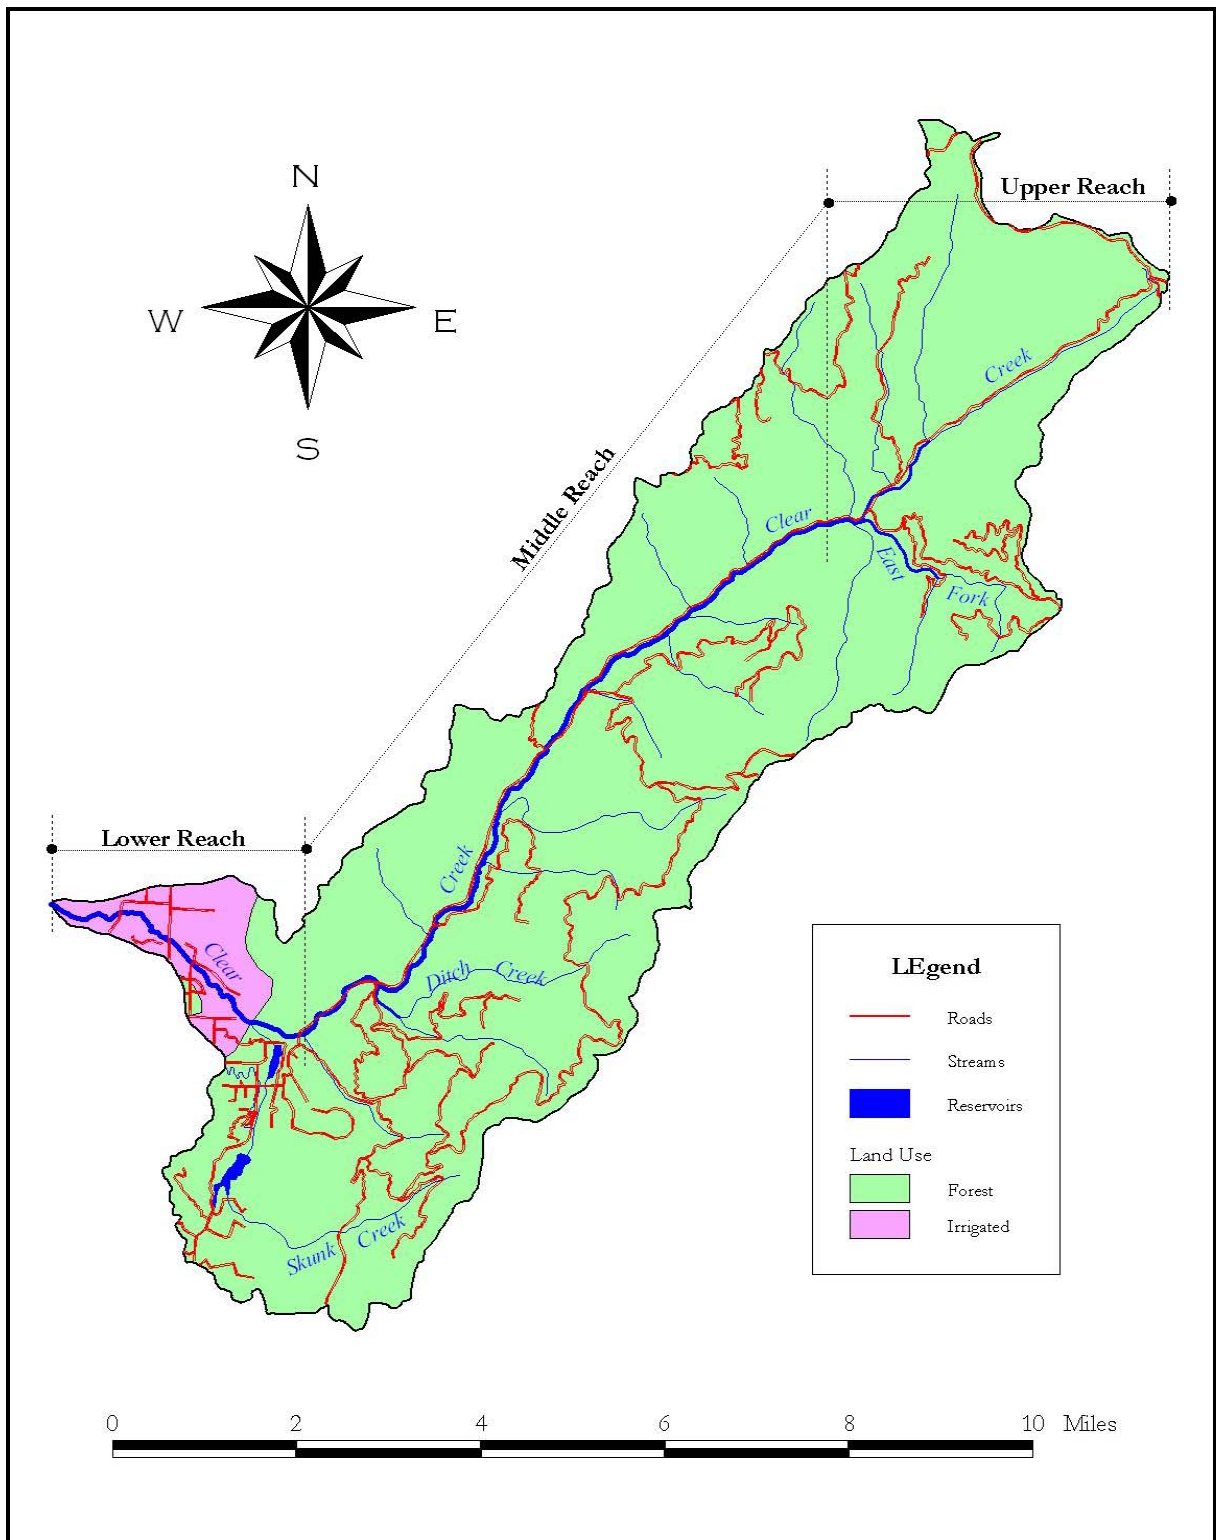 N
Upper Reach
W
E
S
Creek
Middle Reach
Clear
East
Fork
Lower Reach
Creek
Clear
Ditch Creek
Skunk Creek
LEgend
Roads
Streams
Reservoirs
Land Use
Forest
Irrigated
0 2 4 6 8 10 Miles